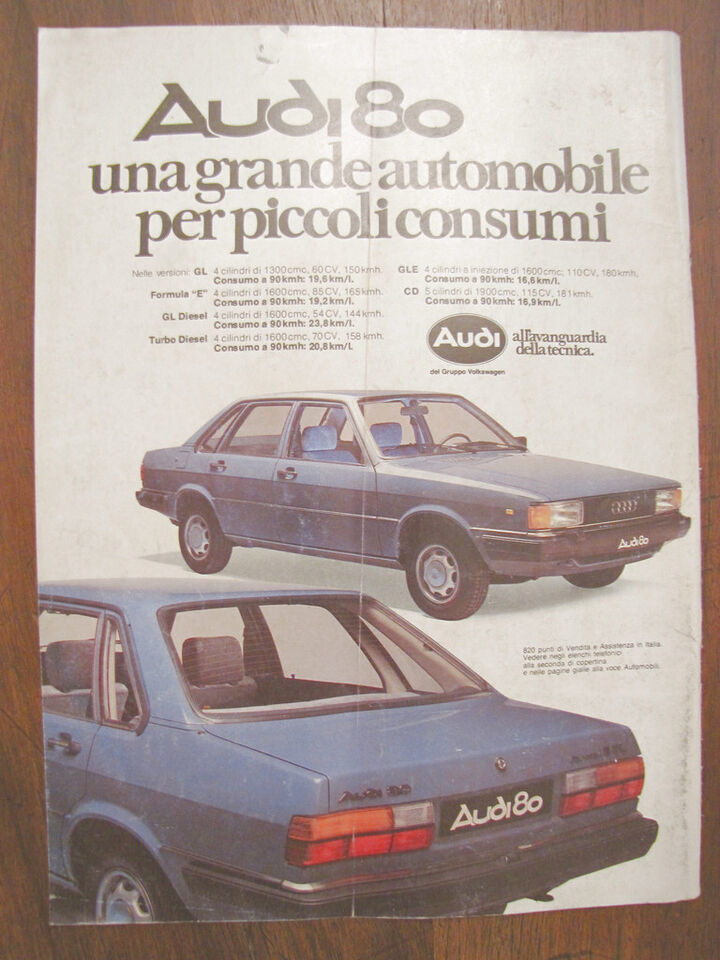 Audi 80
una grande automobile
per piccoli consumi
Nelle versioni: GL 4 cilindri di 1300 cmc, 60 CV, 150 kmh.
Consumo a 90 kmh: 19,6 km/l.
Formula "E" 4 cilindri di 1600 cmc, 85 CV, 165 kmh.
Consumo a 90 kmh: 19,2 km/l.
GL Diesel 4 cilindri di 1600 cmc, 54 CV, 144 kmh.
Consumo a 90 kmh: 23,8 km/l.
Turbo Diesel 4 cilindri di 1600 cmc, 70 CV, 158 kmh.
Consumo a 90 kmh: 20,8 km/l.
GLE 4 cilindri a iniezione di 1600 cmc, 110 CV, 180 kmh,
Consumo a 90 kmh: 16,6 km/l.
CD 5 cilindri di 1900 cmc. 115 CV, 181 kmh.
Consumo a 90 kmh: 16,9 km/l.
Audi
all'avanguardia
della tecnica.
del Gruppo Volkswagen
Audi 80
820 punti di Vendita e Assistenza in Italia.
Vedere negli elenchi telefonici
alla seconda di copertina
e nelle pagine gialle alla voce Automobili.
AUDI 80
Audi 80